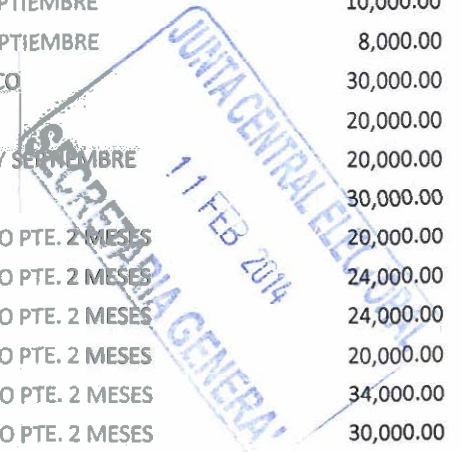 SEPTIEMBRE 10,000.00
SEPTIEMBRE 8,000.00
CO 30,000.00
20,000.00
Y SEPTIEMBRE 20,000.00
30,000.00
O PTE. 2 MESES 20,000.00
O PTE. 2 MESES 24,000.00
O PTE. 2 MESES 24,000.00
O PTE. 2 MESES 20,000.00
O PTE. 2 MESES 34,000.00
O PTE. 2 MESES 30,000.00
JUNTA CENTRAL ELECTORAL
11 FEB 2014
SECRETARIA GENERAL